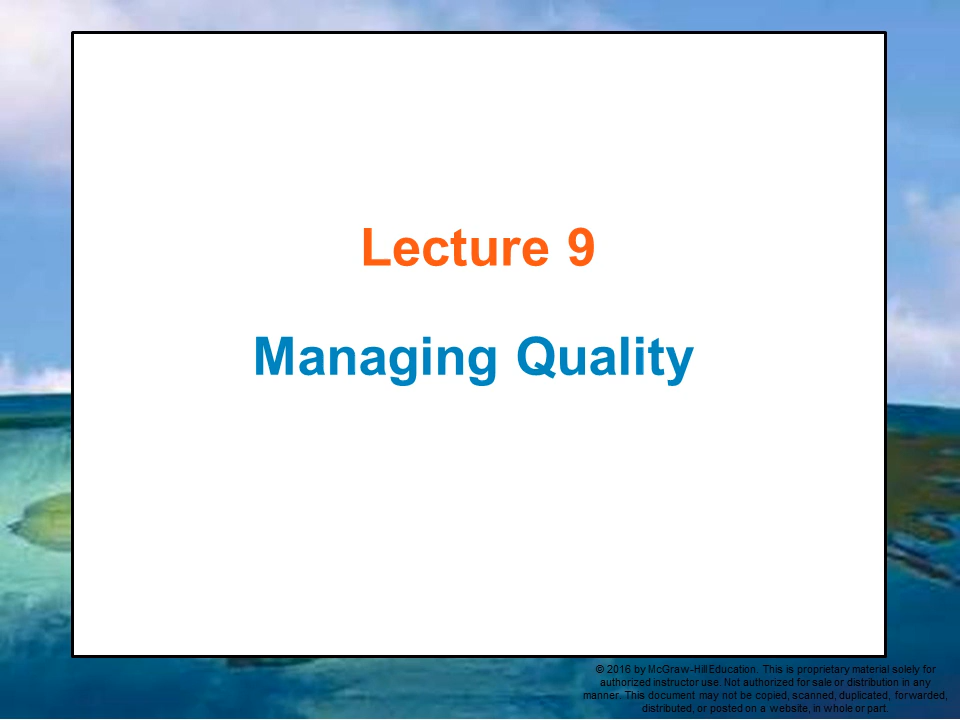 Lecture 9
Managing Quality
© 2016 by McGraw-Hill Education. This is proprietary material solely for
authorized instructor use. Not authorized for sale or distribution in any
manner. This document may not be copied, scanned, duplicated, forwarded,
distributed, or posted on a website, in whole or part.